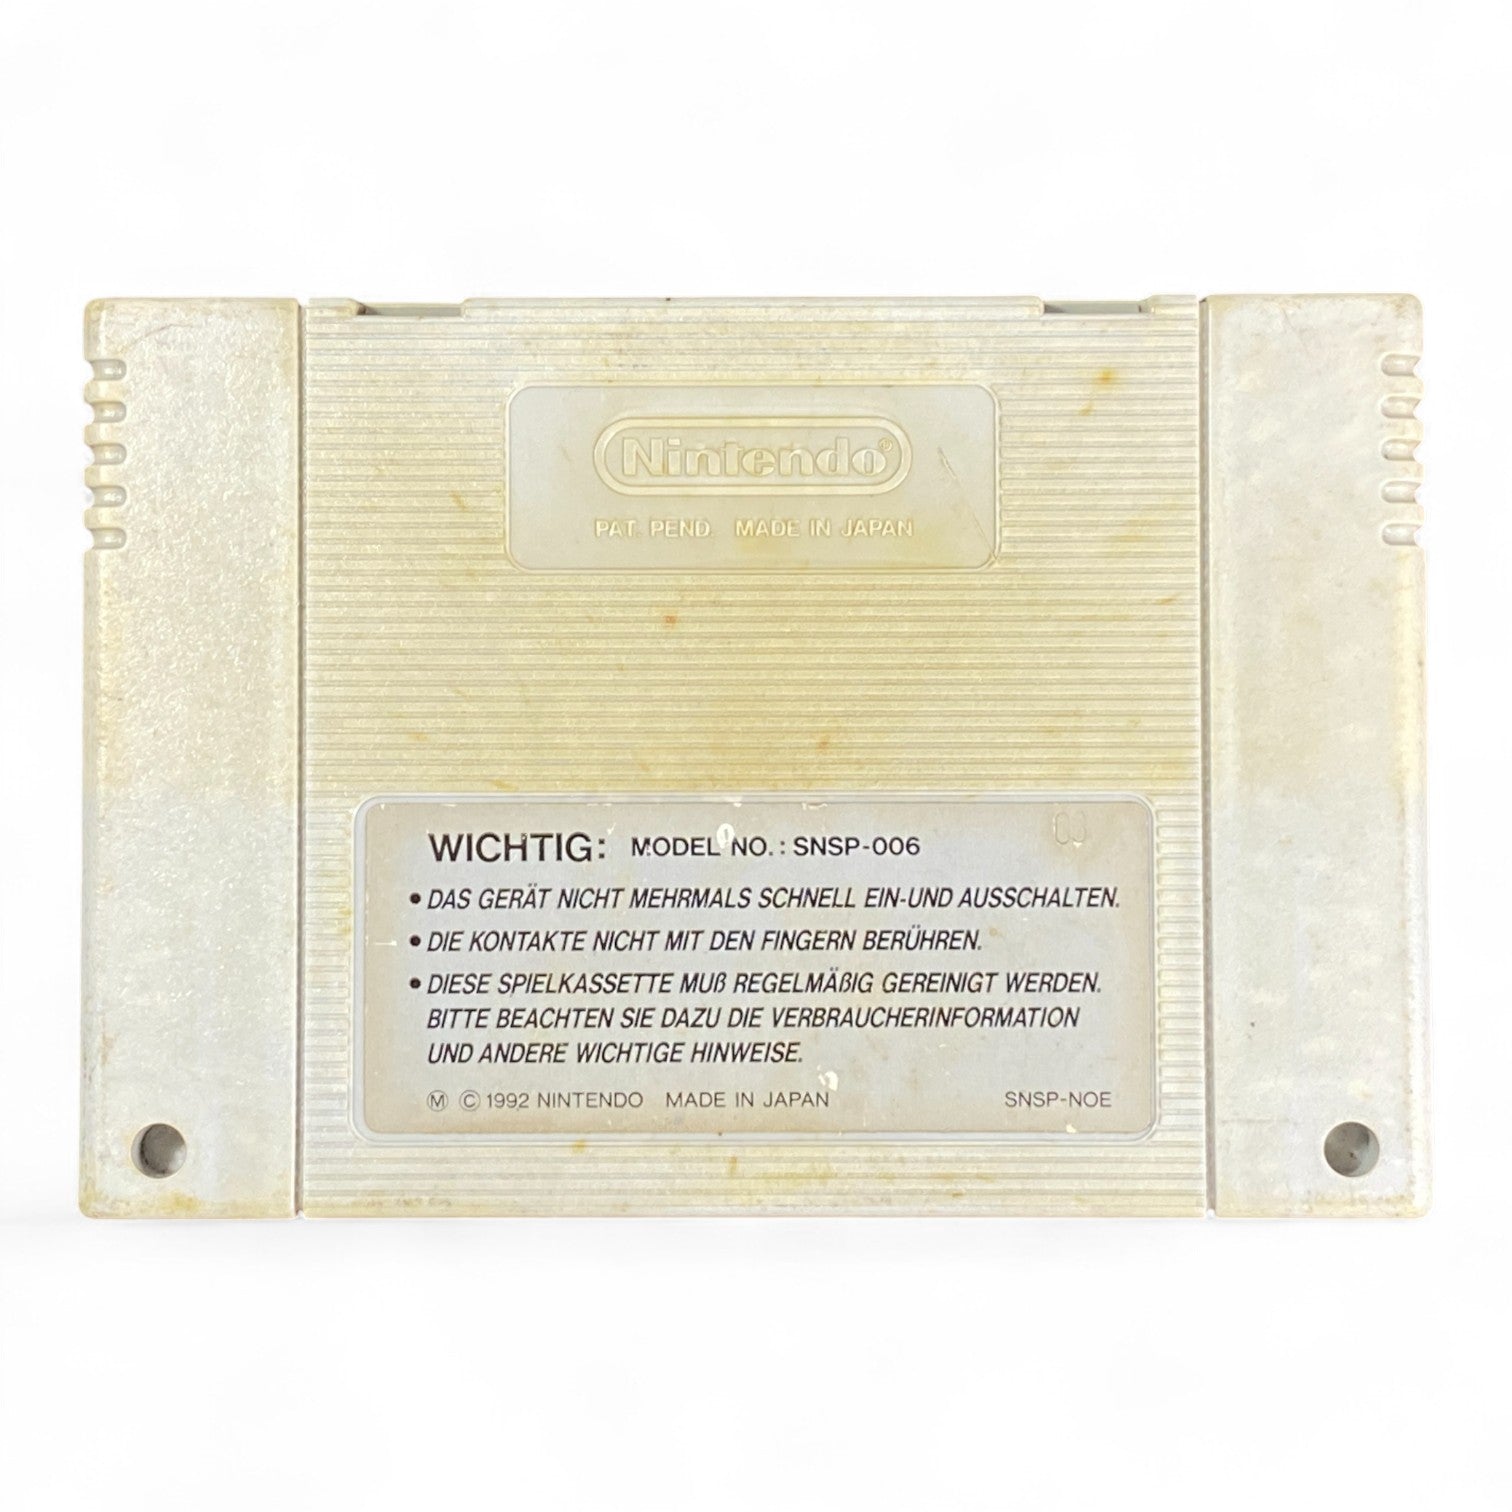 Nintendo®
PAT. PEND. MADE IN JAPAN
WICHTIG: MODEL NO.: SNSP-006
• DAS GERÄT NICHT MEHRMALS SCHNELL EIN-UND AUSSCHALTEN.
• DIE KONTAKTE NICHT MIT DEN FINGERN BERÜHREN.
• DIESE SPIELKASSETTE MUß REGELMÄßIG GEREINIGT WERDEN.
BITTE BEACHTEN SIE DAZU DIE VERBRAUCHERINFORMATION
UND ANDERE WICHTIGE HINWEISE.
Ⓜ © 1992 NINTENDO MADE IN JAPAN SNSP-NOE